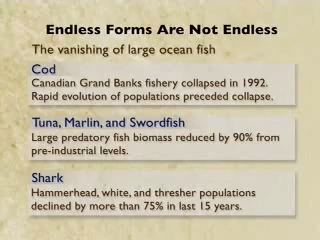 Endless Forms Are Not Endless
The vanishing of large ocean fish
Cod
Canadian Grand Banks fishery collapsed in 1992.
Rapid evolution of populations preceded collapse.
Tuna, Marlin, and Swordfish
Large predatory fish biomass reduced by 90% from
pre-industrial levels.
Shark
Hammerhead, white, and thresher populations
declined by more than 75% in last 15 years.